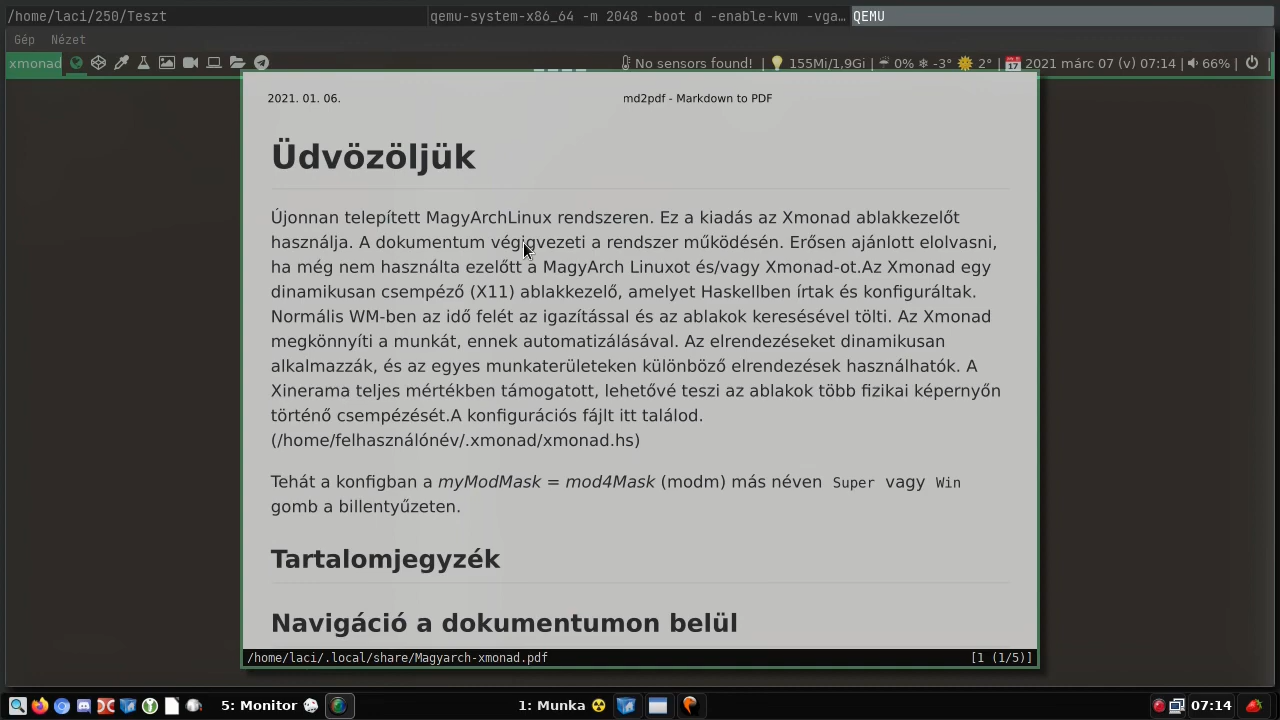 /home/laci/250/Teszt
qemu-system-x86_64 -m 2048 -boot d -enable-kvm -vga…
QEMU
Gép Nézet
xmonad
No sensors found! | 155Mi/1,9Gi | 0% -3° 2° | 2021 márc 07 (v) 07:14 | 66% | |
2021. 01. 06.
md2pdf - Markdown to PDF
Üdvözöljük
Újonnan telepített MagyArchLinux rendszeren. Ez a kiadás az Xmonad ablakkezelőt
használja. A dokumentum végigvezeti a rendszer működésén. Erősen ajánlott elolvasni,
ha még nem használta ezelőtt a MagyArch Linuxot és/vagy Xmonad-ot.Az Xmonad egy
dinamikusan csempéző (X11) ablakkezelő, amelyet Haskellben írtak és konfiguráltak.
Normális WM-ben az idő felét az igazítással és az ablakok keresésével tölti. Az Xmonad
megkönnyíti a munkát, ennek automatizálásával. Az elrendezéseket dinamikusan
alkalmazzák, és az egyes munkaterületeken különböző elrendezések használhatók. A
Xinerama teljes mértékben támogatott, lehetővé teszi az ablakok több fizikai képernyőn
történő csempézését.A konfigurációs fájlt itt találod.
(/home/felhasználónév/.xmonad/xmonad.hs)
Tehát a konfigban a myModMask = mod4Mask (modm) más néven Super vagy Win
gomb a billentyűzeten.
Tartalomjegyzék
Navigáció a dokumentumon belül
/home/laci/.local/share/Magyarch-xmonad.pdf
[1 (1/5)]
5: Monitor
1: Munka
07:14